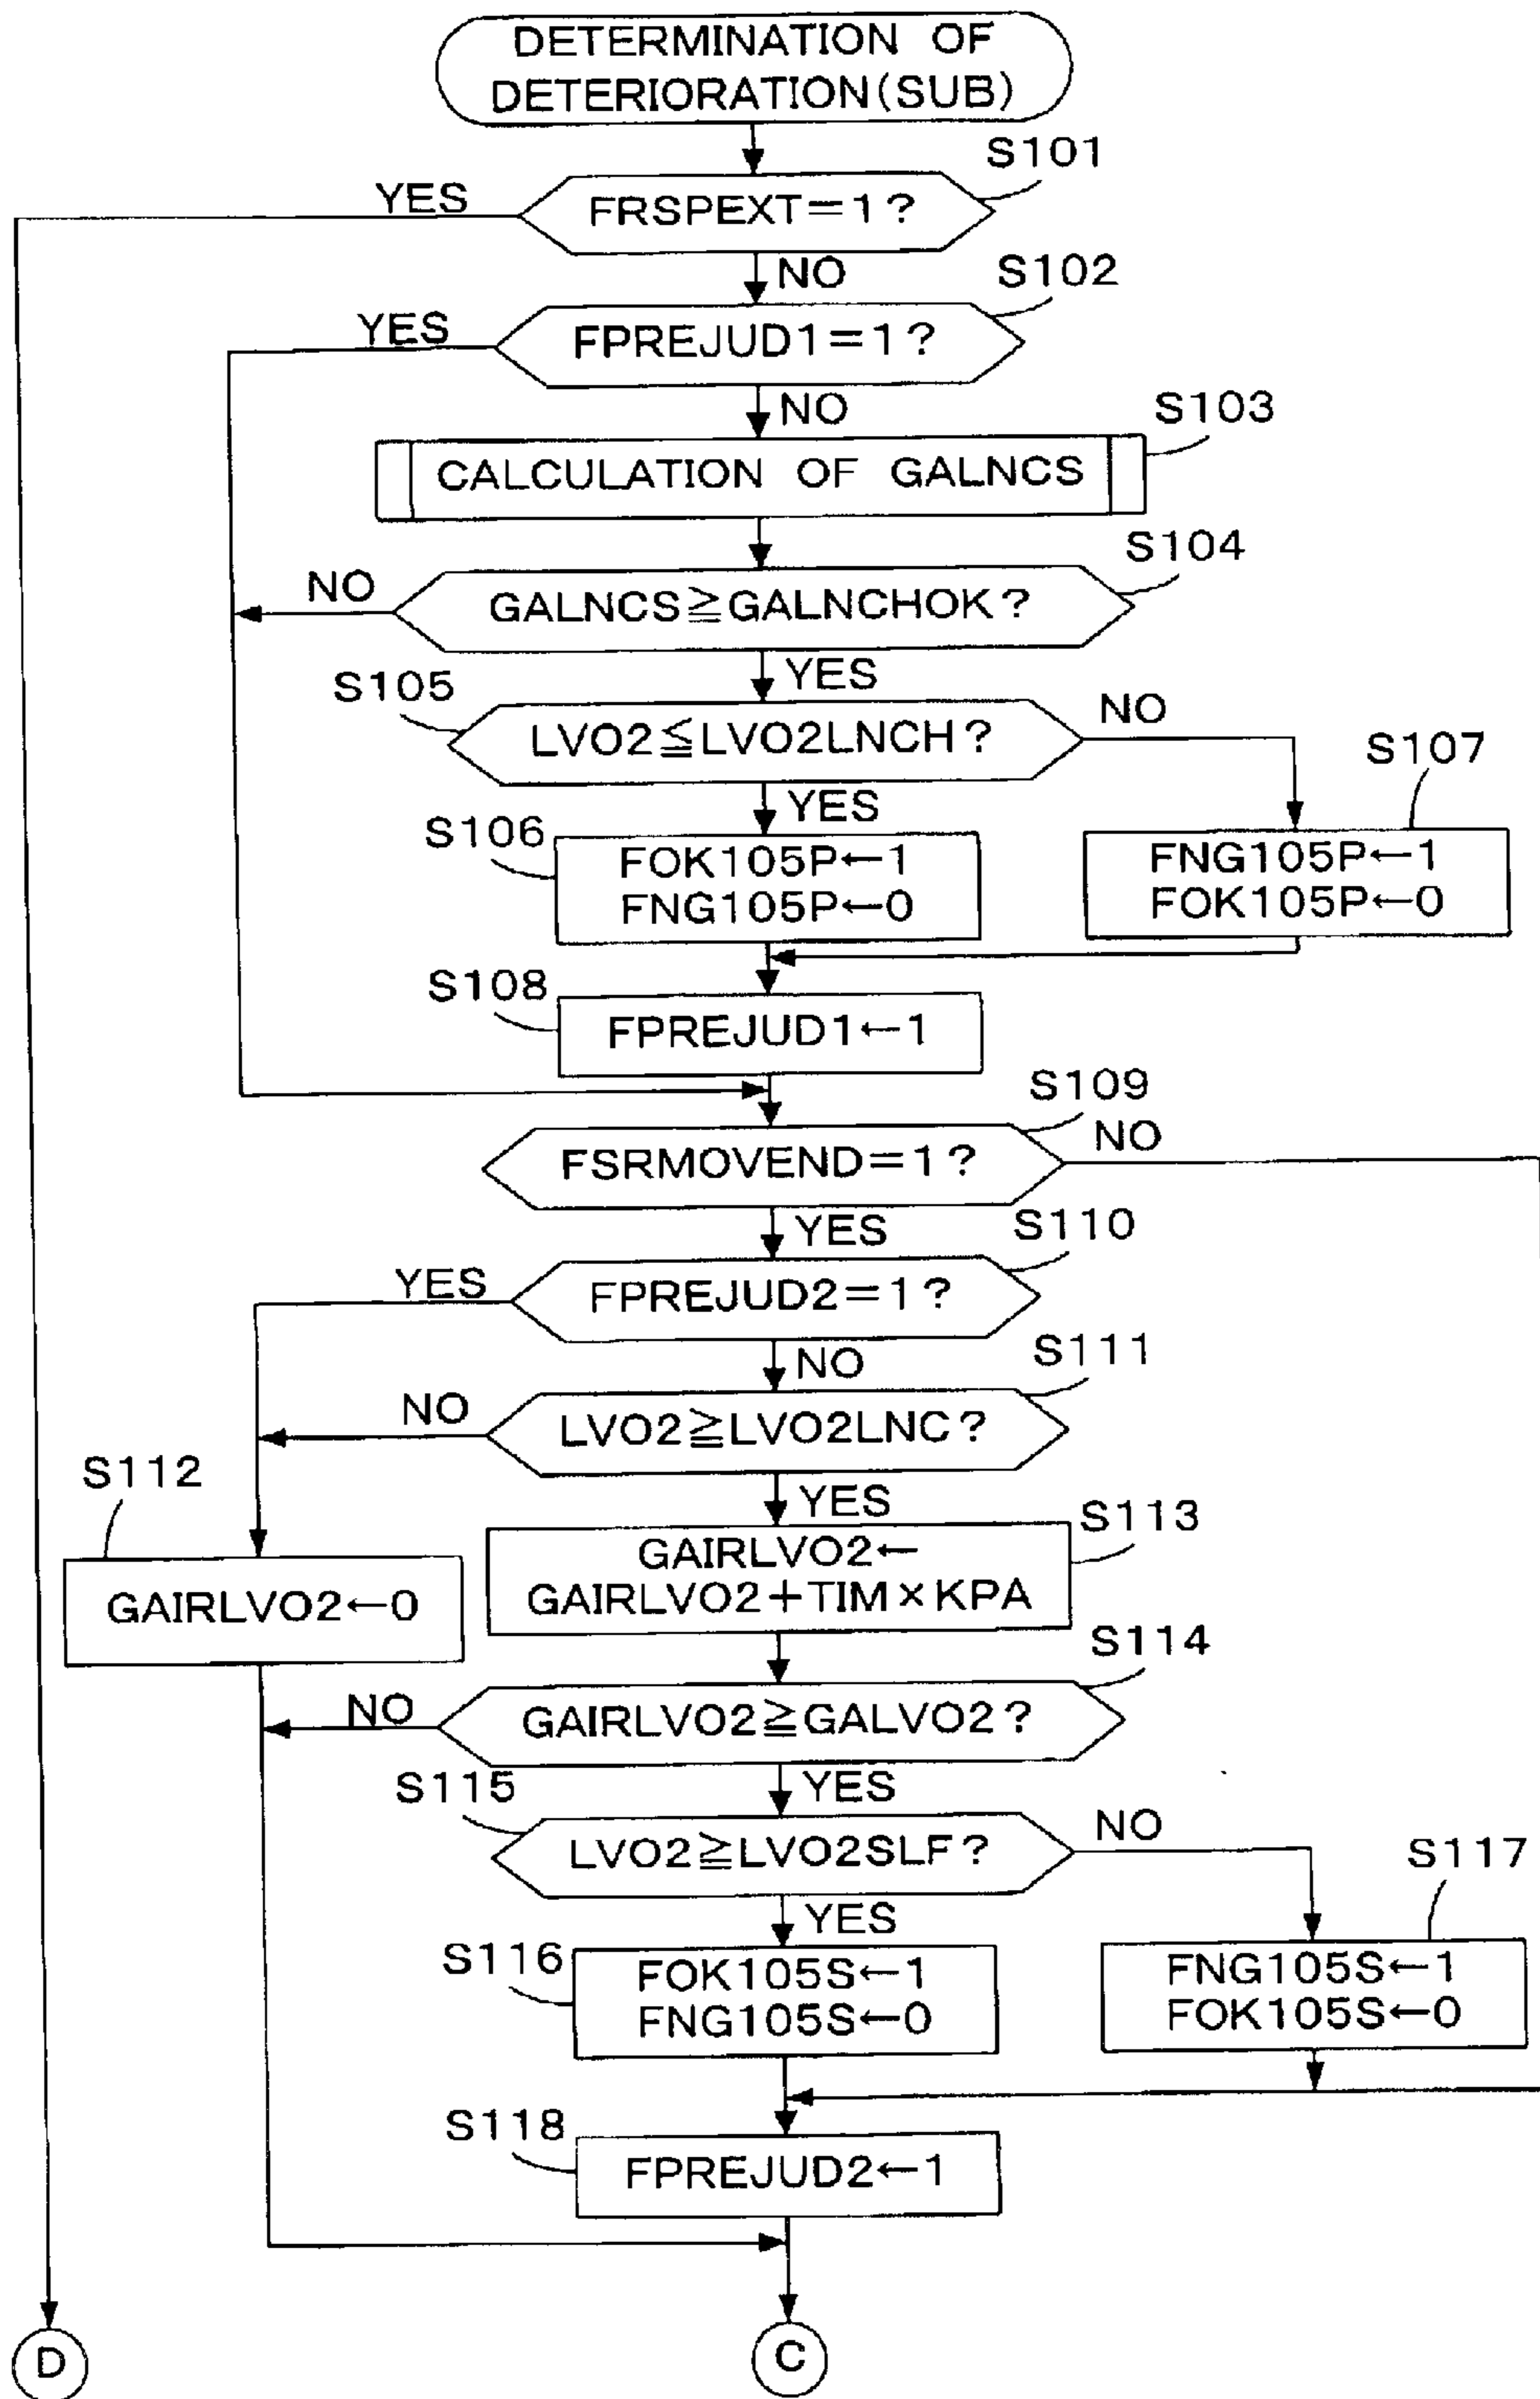 DETERMINATION OF
DETERIORATION(SUB)
S101
YES
FRSPEXT=1?
NO
S102
YES
FPREJUD1=1?
NO
S103
CALCULATION OF GALNCS
S104
NO
GALNCS≧GALNCHOK?
YES
S105
LVO2≦LVO2LNCH?
NO
S107
YES
S106
FOK105P←1
FNG105P←0
FNG105P←1
FOK105P←0
S108
FPREJUD1←1
S109
FSRMOVEND=1?
NO
YES
S110
YES
FPREJUD2=1?
NO
S111
NO
LVO2≧LVO2LNC?
S112
YES
S113
GAIRLVO2←0
GAIRLVO2←
GAIRLVO2+TIM×KPA
S114
NO
GAIRLVO2≧GALVO2?
YES
S115
LVO2≧LVO2SLF?
NO
S117
YES
S116
FOK105S←1
FNG105S←0
FNG105S←1
FOK105S←0
S118
FPREJUD2←1
D
C